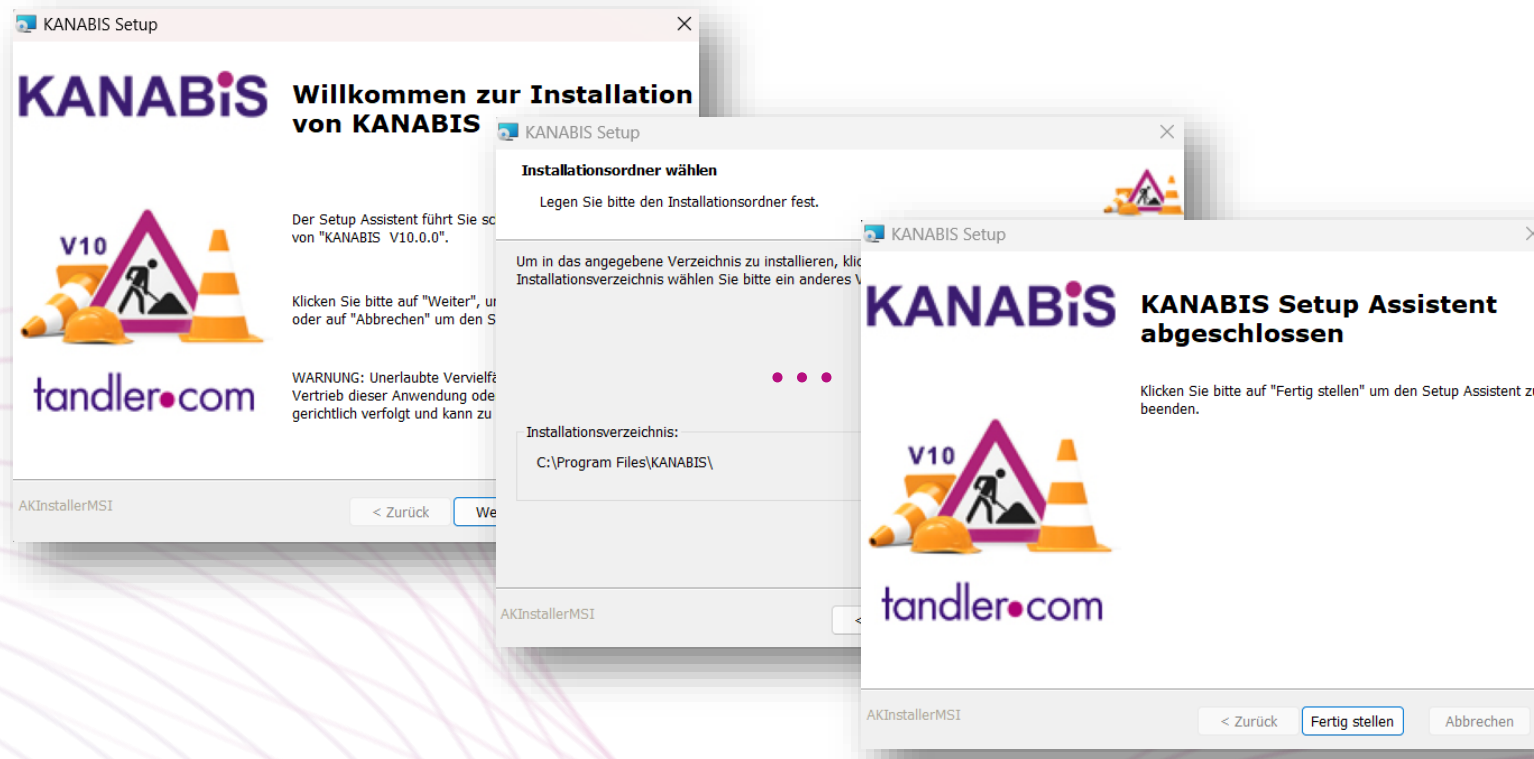 KANABIS Setup
KANABiS
Willkommen zur Installation
von KANABIS
V10
Der Setup Assistent führt Sie
von "KANABIS V10.0.0".
Klicken Sie bitte auf "Weiter",
oder auf "Abbrechen" um den
WARNUNG: Unerlaubte
Vertrieb dieser Anwendung
gerichtlich verfolgt und kann zu
tandler.com
AKInstallerMSI
< Zurück
KANABIS Setup
Installationsordner wählen
Legen Sie bitte den Installationsordner fest.
Um in das angegebene Verzeichnis zu installieren,
Installationsverzeichnis wählen Sie bitte ein anderes
Installationsverzeichnis:
C:\Program Files\KANABIS\
AKInstallerMSI
<
KANABIS Setup
KANABiS
KANABIS Setup Assistent
abgeschlossen
Klicken Sie bitte auf "Fertig stellen" um den Setup Assistent zu
beenden.
V10
tandler.com
AKInstallerMSI
< Zurück
Fertig stellen
Abbrechen